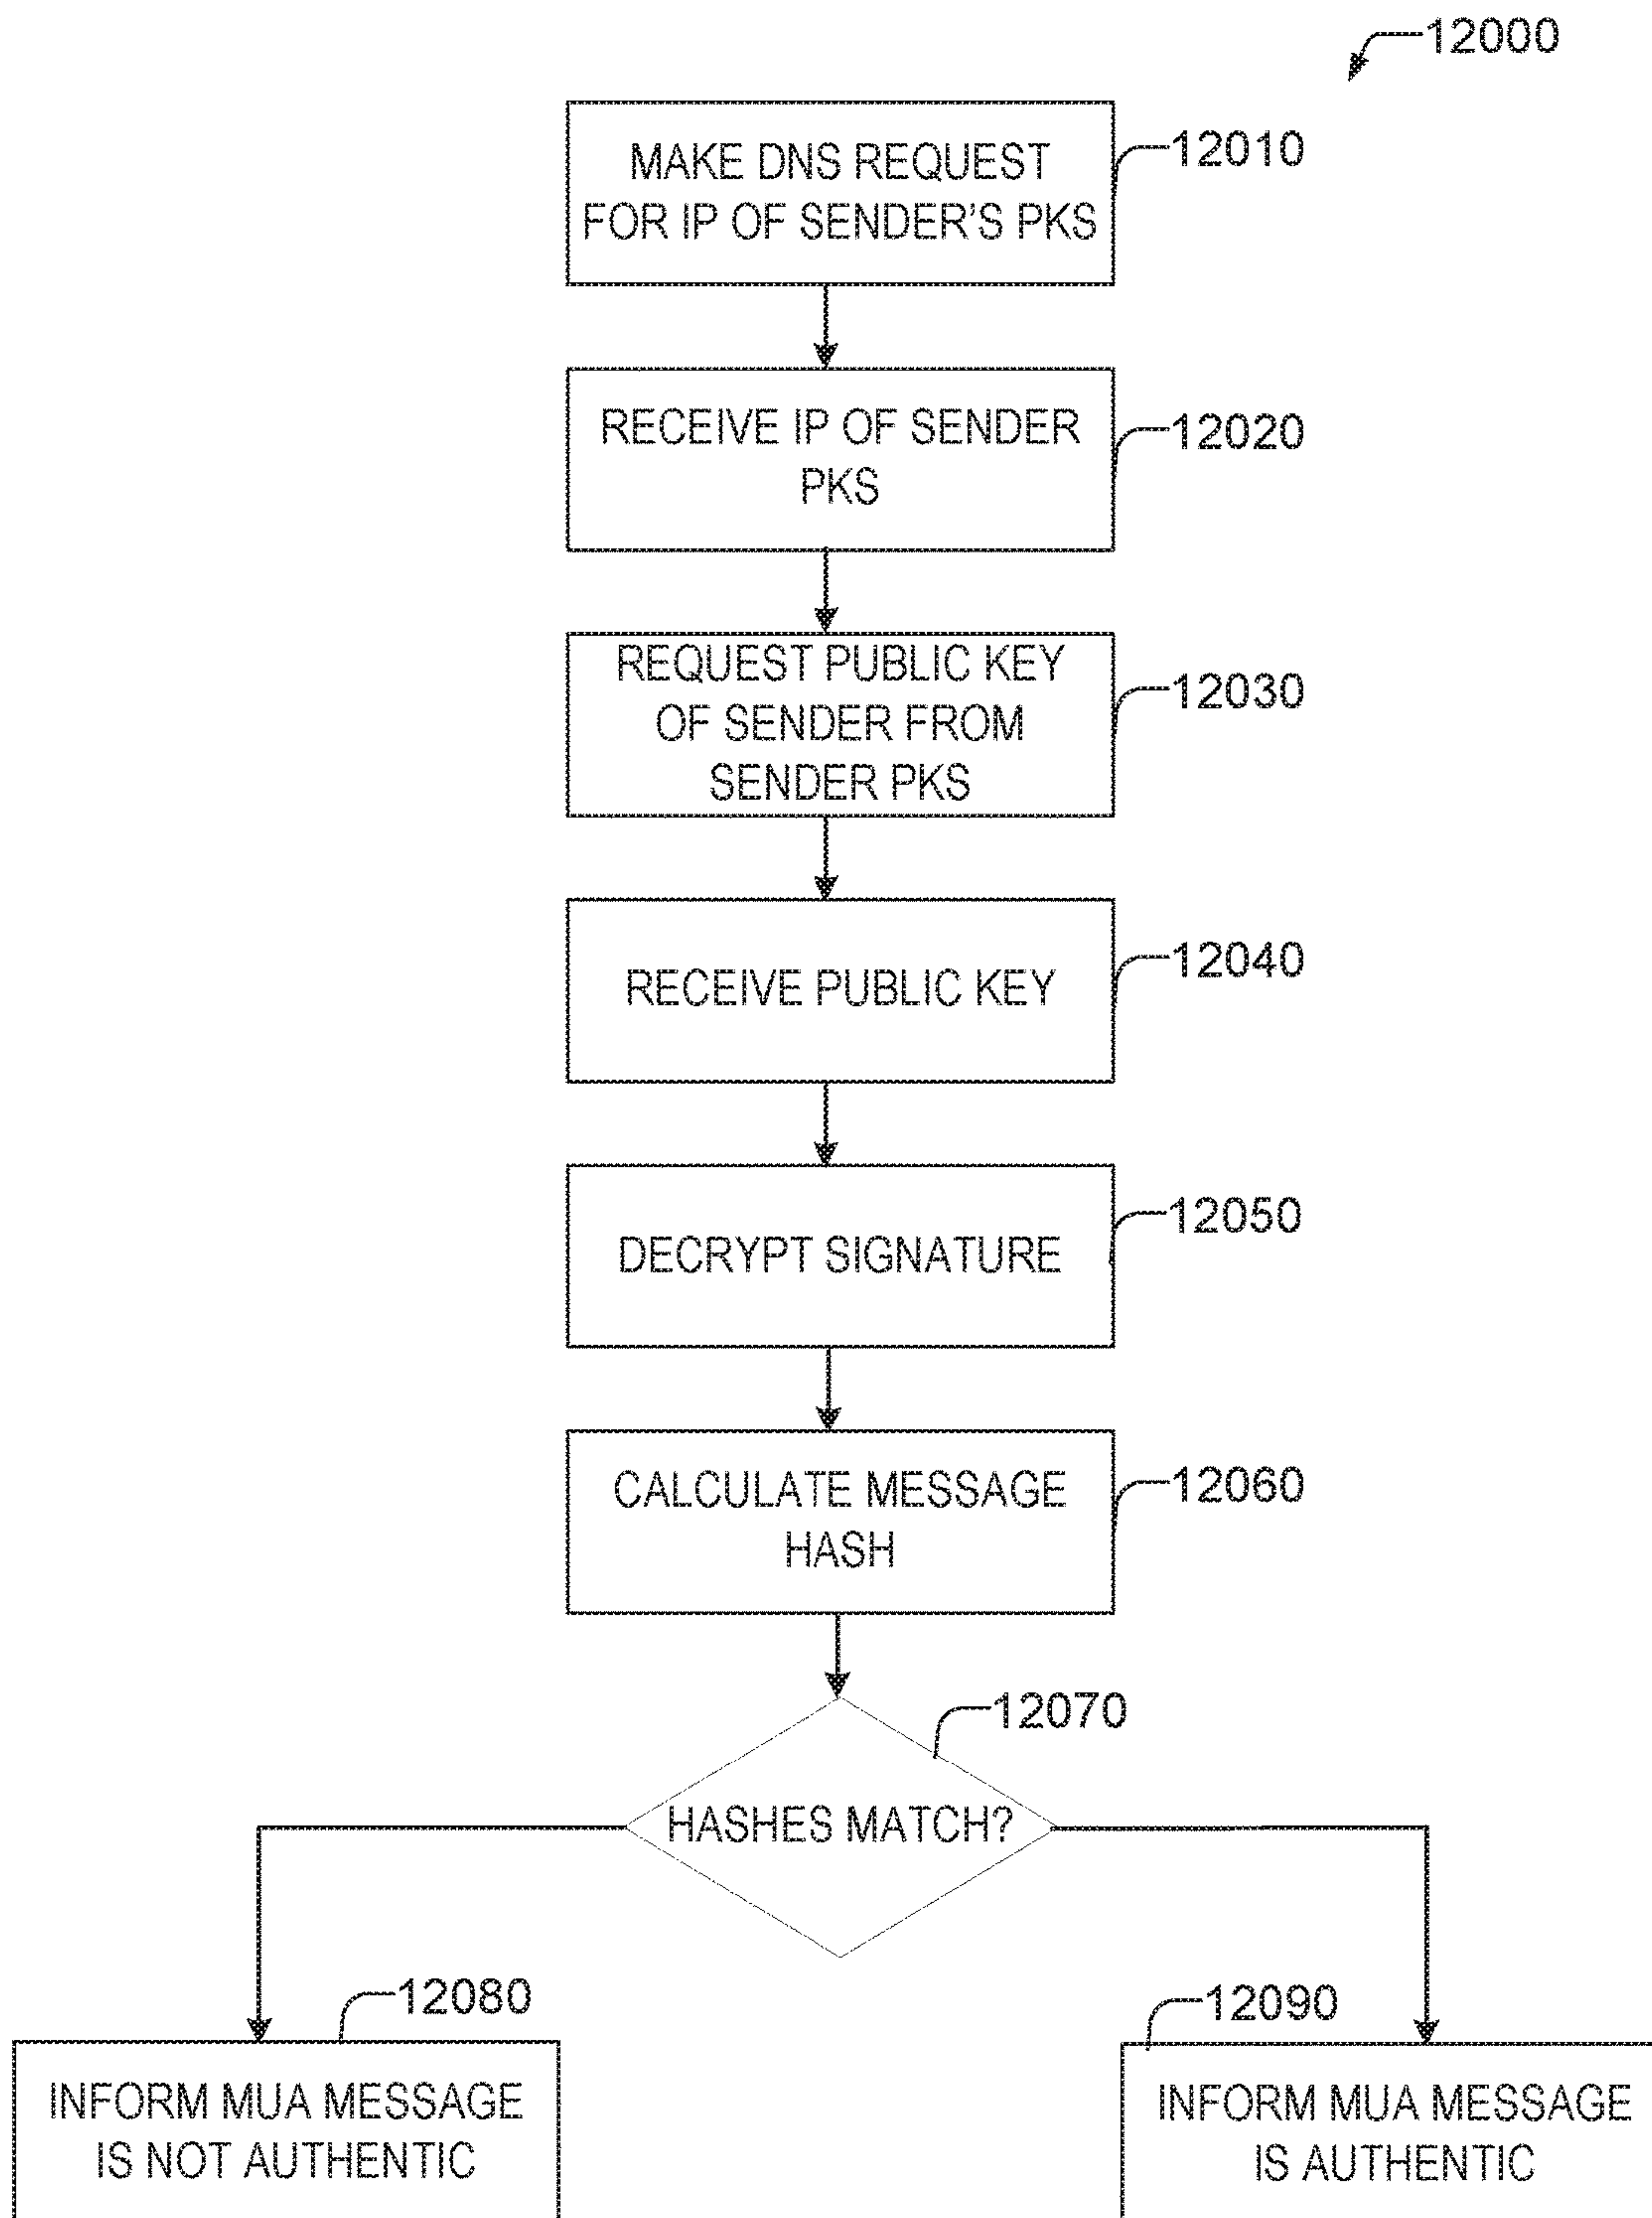 12000
MAKE DNS REQUEST
FOR IP OF SENDER'S PKS
12010
RECEIVE IP OF SENDER
PKS
12020
REQUEST PUBLIC KEY
OF SENDER FROM
SENDER PKS
12030
RECEIVE PUBLIC KEY
12040
DECRYPT SIGNATURE
12050
CALCULATE MESSAGE
HASH
12060
HASHES MATCH?
12070
12080
INFORM MUA MESSAGE
IS NOT AUTHENTIC
12090
INFORM MUA MESSAGE
IS AUTHENTIC